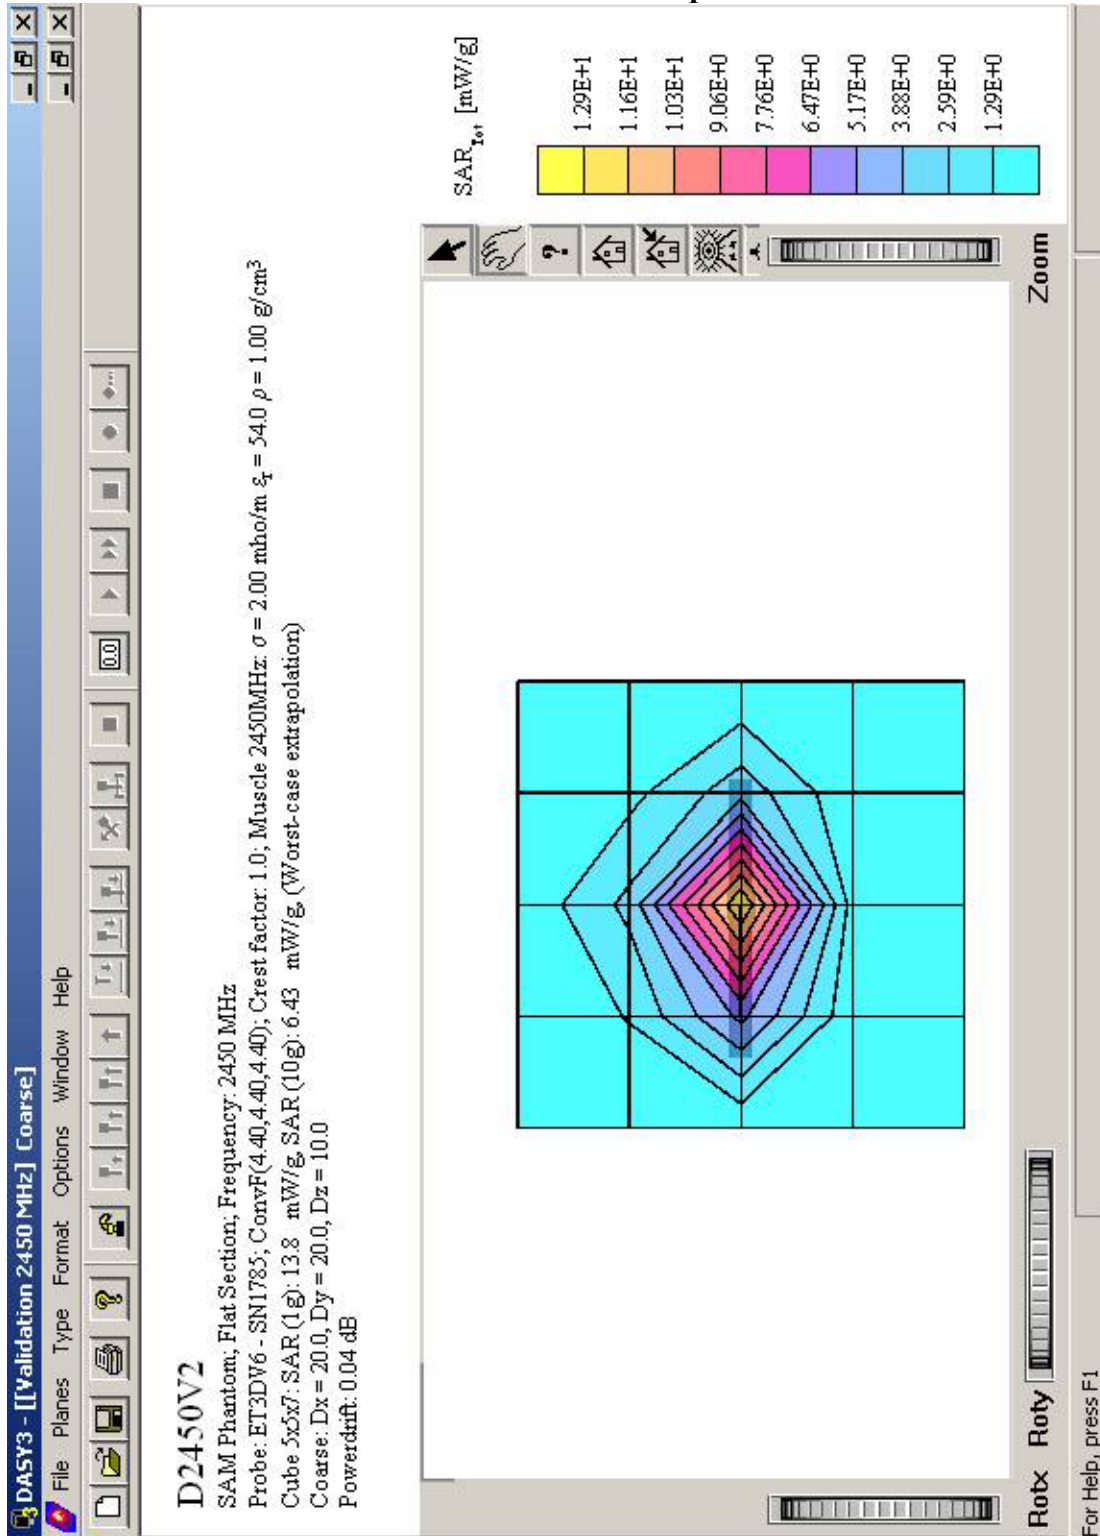 DASY3 - [[Validation 2450 MHz]  Coarse]
File Planes Type Format Options Window Help
0.0
D2450V2
SAM Phantom; Flat Section; Frequency: 2450 MHz
Probe: ET3DV6 - SN1785; ConvF(4.40,4.40,4.40); Crest factor: 1.0; Muscle 2450MHz: σ = 2.00 mho/m εr = 54.0 ρ = 1.00 g/cm³
Cube 5x5x7: SAR (1g): 13.8 mW/g, SAR (10g): 6.43 mW/g, (Worst-case extrapolation)
Coarse: Dx = 20.0, Dy = 20.0, Dz = 10.0
Powerdrift: 0.04 dB
SARTot [mW/g]
1.29E+1
1.16E+1
1.03E+1
9.06E+0
7.76E+0
6.47E+0
5.17E+0
3.88E+0
2.59E+0
1.29E+0
Rotx Roty Zoom
For Help, press F1